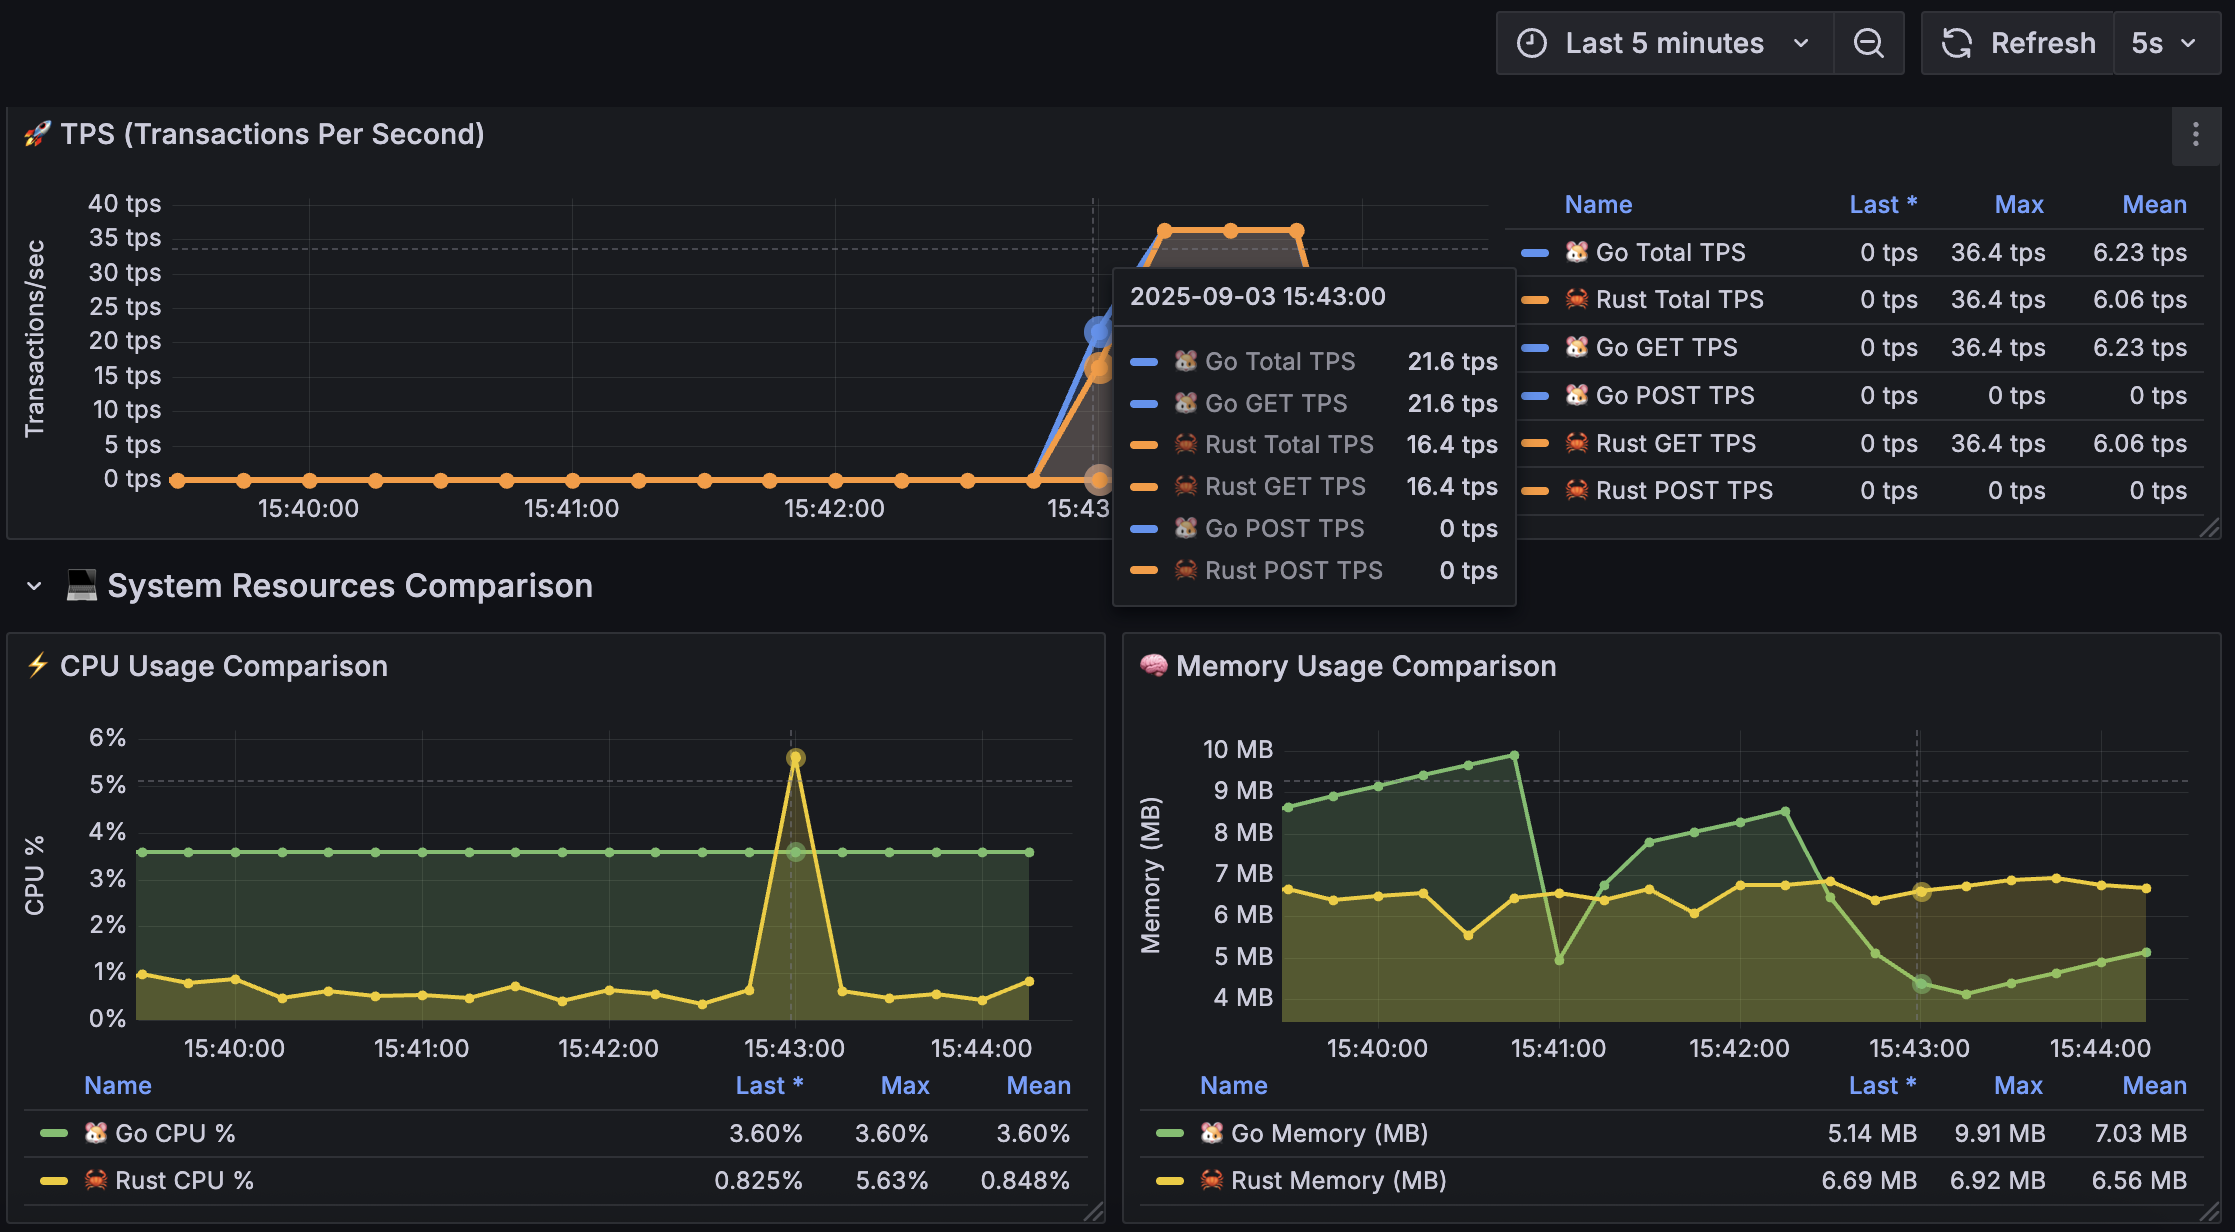 Last 5 minutes
Refresh
5s
🚀 TPS (Transactions Per Second)
Transactions/sec
40 tps
35 tps
30 tps
25 tps
20 tps
15 tps
10 tps
5 tps
0 tps
15:40:00 15:41:00 15:42:00 15:43
2025-09-03 15:43:00
🐹 Go Total TPS 21.6 tps
🐹 Go GET TPS 21.6 tps
🦀 Rust Total TPS 16.4 tps
🦀 Rust GET TPS 16.4 tps
🐹 Go POST TPS 0 tps
🦀 Rust POST TPS 0 tps
Name Last * Max Mean
🐹 Go Total TPS 0 tps 36.4 tps 6.23 tps
🦀 Rust Total TPS 0 tps 36.4 tps 6.06 tps
🐹 Go GET TPS 0 tps 36.4 tps 6.23 tps
🐹 Go POST TPS 0 tps 0 tps 0 tps
🦀 Rust GET TPS 0 tps 36.4 tps 6.06 tps
🦀 Rust POST TPS 0 tps 0 tps 0 tps
💻 System Resources Comparison
⚡ CPU Usage Comparison
CPU %
6%
5%
4%
3%
2%
1%
0%
15:40:00 15:41:00 15:42:00 15:43:00 15:44:00
Name Last * Max Mean
🐹 Go CPU % 3.60% 3.60% 3.60%
🦀 Rust CPU % 0.825% 5.63% 0.848%
🧠 Memory Usage Comparison
Memory (MB)
10 MB
9 MB
8 MB
7 MB
6 MB
5 MB
4 MB
15:40:00 15:41:00 15:42:00 15:43:00 15:44:00
Name Last * Max Mean
🐹 Go Memory (MB) 5.14 MB 9.91 MB 7.03 MB
🦀 Rust Memory (MB) 6.69 MB 6.92 MB 6.56 MB